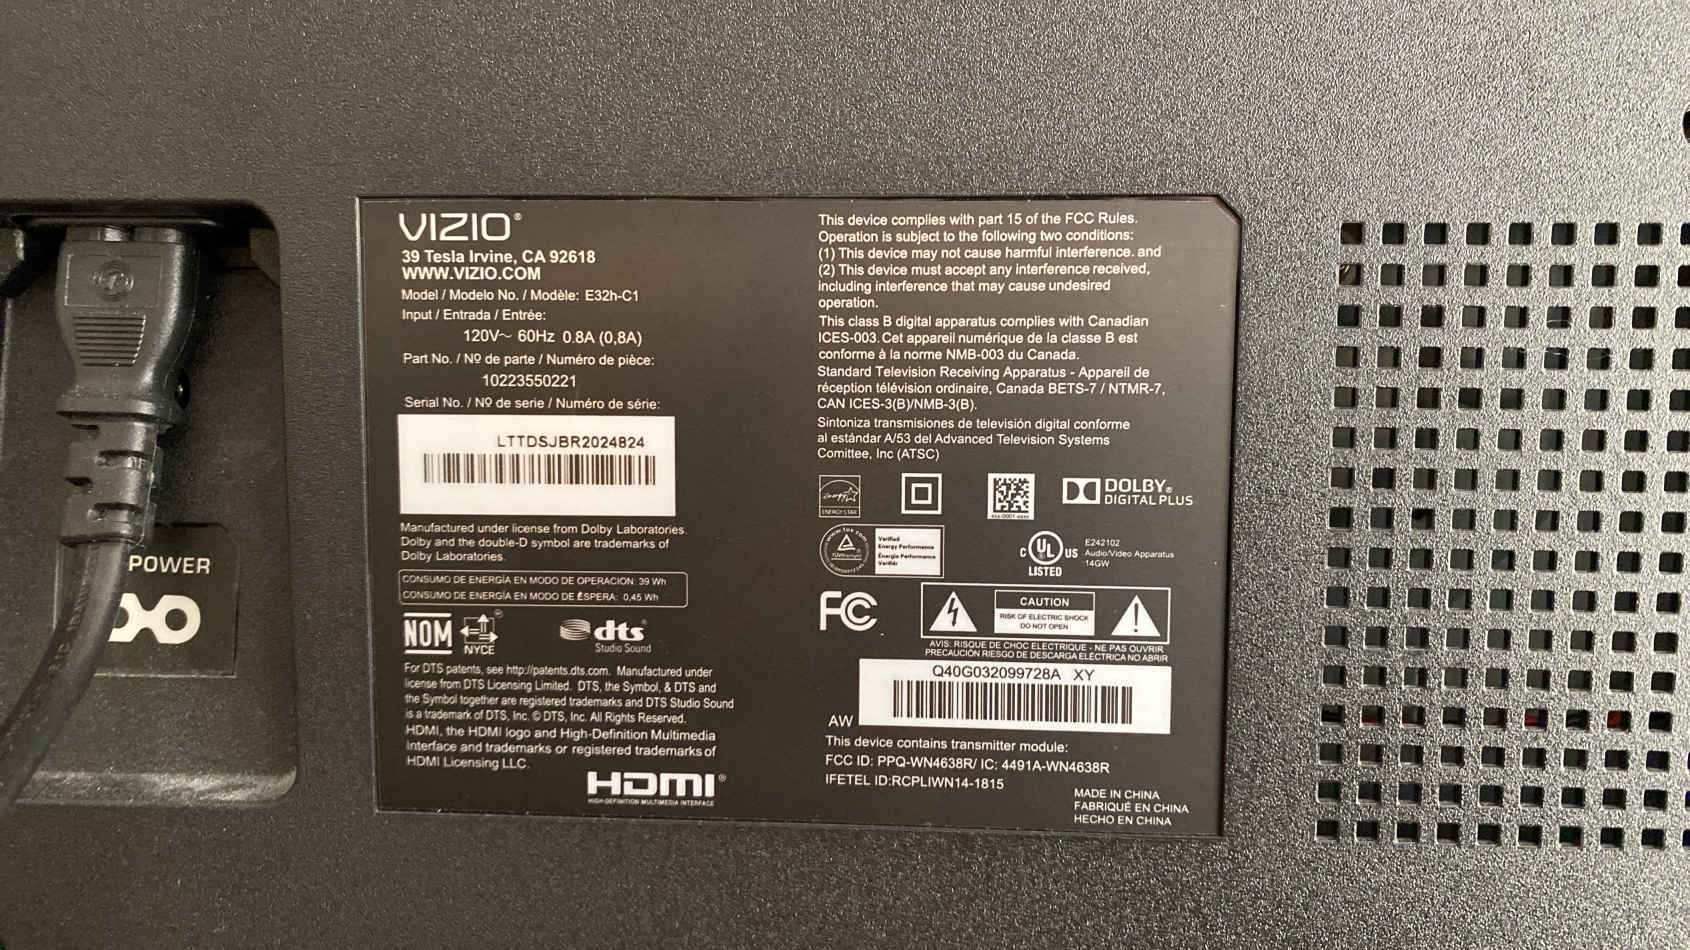 POWER
VIZIO®
39 Tesla Irvine, CA 92618
WWW.VIZIO.COM
Model / Modelo No. / Modèle: E32h-C1
Input / Entrada / Entrée:
120V~ 60Hz 0.8A (0,8A)
Part No. / Nº de parte / Numéro de pièce:
10223550221
Serial No. / Nº de serie / Numéro de série:
LTTDSJBR2024824
Manufactured under license from Dolby Laboratories.
Dolby and the double-D symbol are trademarks of
Dolby Laboratories.
CONSUMO DE ENERGÍA EN MODO DE OPERACION: 39 Wh
CONSUMO DE ENERGÍA EN MODO DE ESPERA: 0,45 Wh
NOM
NYCE
dts
Studio Sound
For DTS patents, see http://patents.dts.com. Manufactured under
license from DTS Licensing Limited. DTS, the Symbol, & DTS and
the Symbol together are registered trademarks and DTS Studio Sound
is a trademark of DTS, Inc. © DTS, Inc. All Rights Reserved.
HDMI, the HDMI logo and High-Definition Multimedia
Interface and trademarks or registered trademarks of
HDMI Licensing LLC.
HDMI®
HIGH-DEFINITION MULTIMEDIA INTERFACE
This device complies with part 15 of the FCC Rules.
Operation is subject to the following two conditions:
(1) This device may not cause harmful interference. and
(2) This device must accept any interference received,
including interference that may cause undesired
operation.
This class B digital apparatus complies with Canadian
ICES-003. Cet appareil numérique de la classe B est
conforme à la norme NMB-003 du Canada.
Standard Television Receiving Apparatus - Appareil de
réception télévision ordinaire, Canada BETS-7 / NTMR-7,
CAN ICES-3(B)/NMB-3(B).
Sintoniza transmisiones de televisión digital conforme
al estándar A/53 del Advanced Television Systems
Comittee, Inc (ATSC)
ENERGY STAR
DOLBY®
DIGITAL PLUS
Verified
Energy Performance
Énergie Performance
Verifiér
C UL US
LISTED
E242102
Audio/Video Apparatus
14GW
FC
CAUTION
RISK OF ELECTRIC SHOCK
DO NOT OPEN
AVIS: RISQUE DE CHOC ELECTRIQUE - NE PAS OUVRIR
PRECAUCIÓN RIESGO DE DESCARGA ELÉCTRICA NO ABRIR
Q40G032099728A XY
AW
This device contains transmitter module:
FCC ID: PPQ-WN4638R/ IC: 4491A-WN4638R
IFETEL ID:RCPLIWN14-1815
MADE IN CHINA
FABRIQUÉ EN CHINA
HECHO EN CHINA